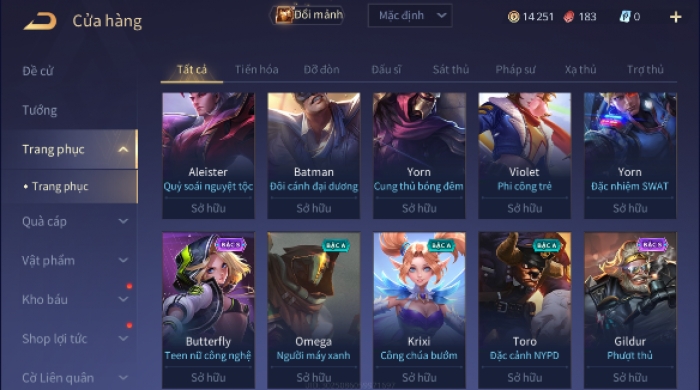 Cửa hàng
Đổi mảnh
Mặc định
14 251
183
0
Đề cử
Tướng
Trang phục
Trang phục
Quà cáp
Vật phẩm
Kho báu
Shop lợi tức
Cờ Liên quân
Tất cả Tiến hóa Đỡ đòn Đấu sĩ Sát thủ Pháp sư Xạ thủ Trợ thủ
Aleister Batman Yorn Violet Yorn
Quỷ soái nguyệt tộc Đôi cánh đại dương Cung thủ bóng đêm Phi công trẻ Đặc nhiệm SWAT
Sở hữu Sở hữu Sở hữu Sở hữu Sở hữu
BẬC S BẬC A BẬC A BẬC A BẬC S
Butterfly Omega Krixi Toro Gildur
Teen nữ công nghệ Người máy xanh Công chúa bướm Đặc cảnh NYPD Phượt thủ
Sở hữu Sở hữu Sở hữu Sở hữu Sở hữu